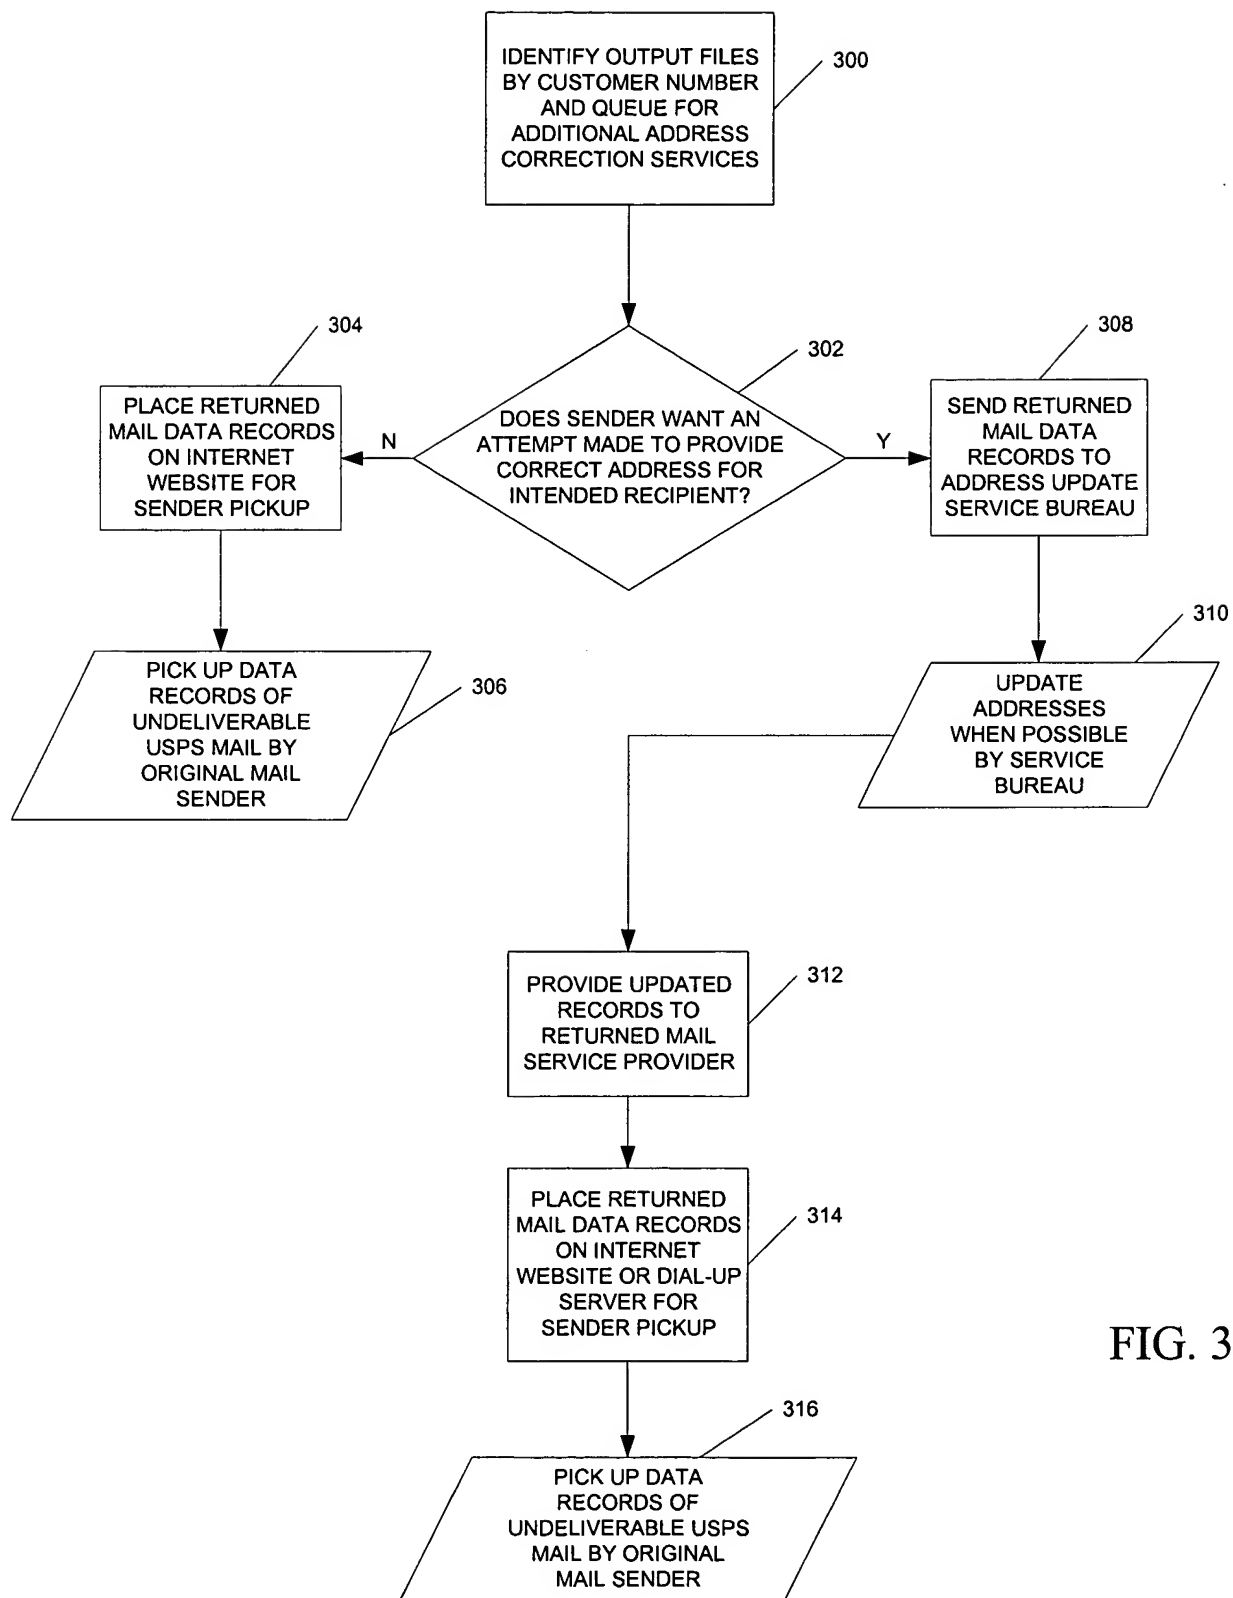 IDENTIFY OUTPUT FILES
BY CUSTOMER NUMBER
AND QUEUE FOR
ADDITIONAL ADDRESS
CORRECTION SERVICES
300
304
302
308
PLACE RETURNED
MAIL DATA RECORDS
ON INTERNET
WEBSITE FOR
SENDER PICKUP
N
DOES SENDER WANT AN
ATTEMPT MADE TO PROVIDE
CORRECT ADDRESS FOR
INTENDED RECIPIENT?
Y
SEND RETURNED
MAIL DATA
RECORDS TO
ADDRESS UPDATE
SERVICE BUREAU
310
PICK UP DATA
RECORDS OF
UNDELIVERABLE
USPS MAIL BY
ORIGINAL MAIL
SENDER
306
UPDATE
ADDRESSES
WHEN POSSIBLE
BY SERVICE
BUREAU
PROVIDE UPDATED
RECORDS TO
RETURNED MAIL
SERVICE PROVIDER
312
PLACE RETURNED
MAIL DATA RECORDS
ON INTERNET
WEBSITE OR DIAL-UP
SERVER FOR
SENDER PICKUP
314
FIG. 3
316
PICK UP DATA
RECORDS OF
UNDELIVERABLE USPS
MAIL BY ORIGINAL
MAIL SENDER